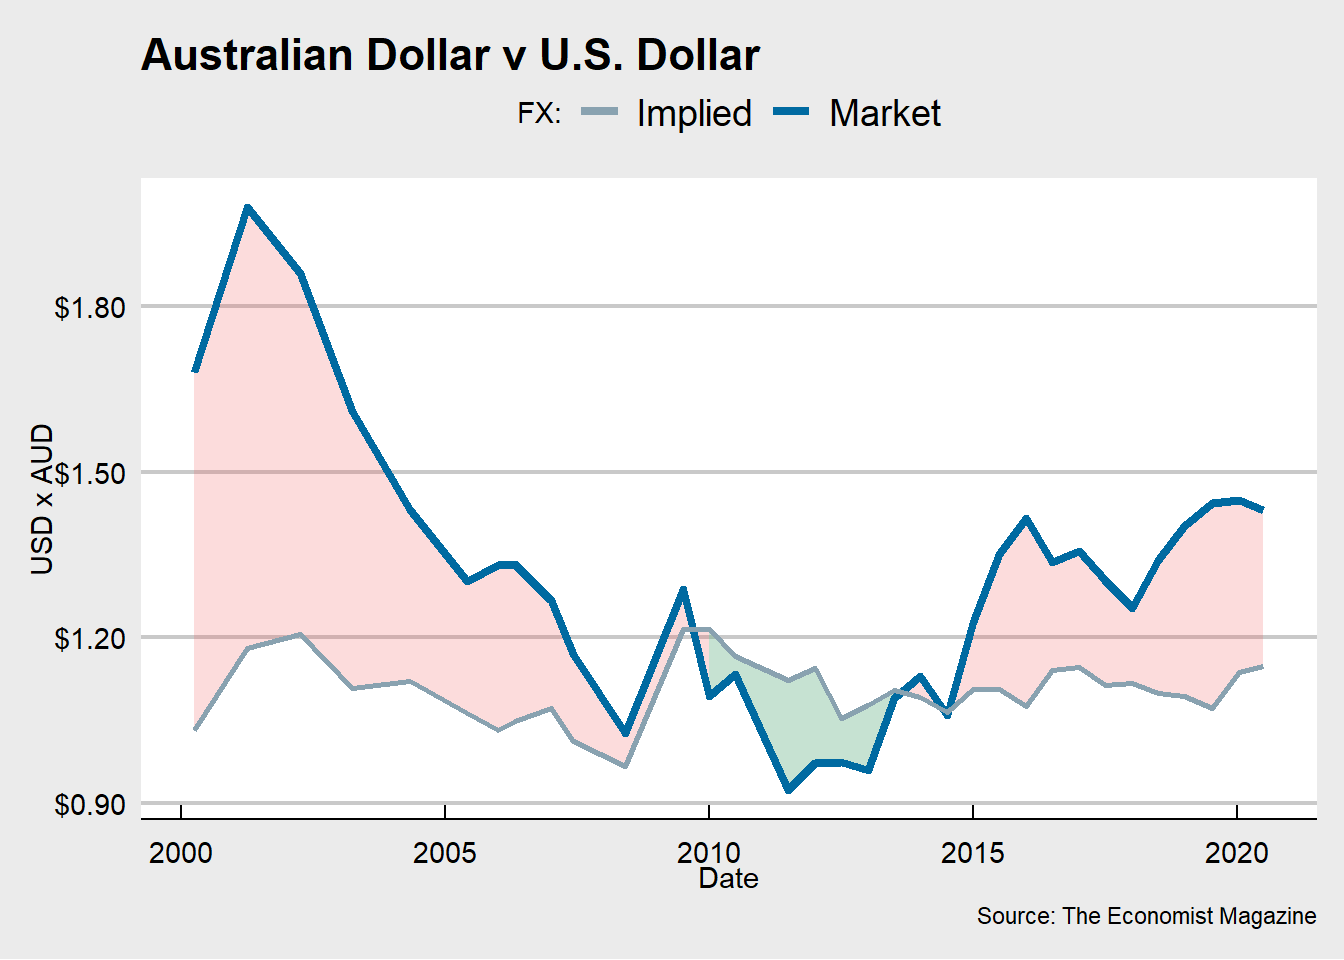 Australian Dollar v U.S. Dollar
FX: Implied Market
USD x AUD
$1.80
$1.50
$1.20
$0.90
2000 2005 2010 2015 2020
Date
Source: The Economist Magazine